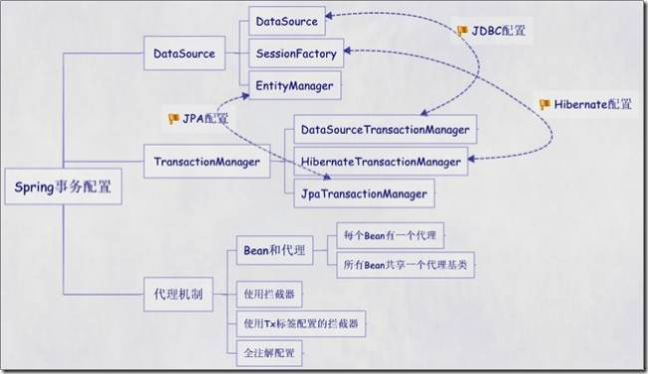 DataSource
JDBC配置
DataSource
SessionFactory
EntityManager
Hibernate配置
JPA配置
DataSourceTransactionManager
TransactionManager
HibernateTransactionManager
Spring事务配置
JpaTransactionManager
每个Bean有一个代理
Bean和代理
所有Bean共享一个代理基类
代理机制
使用拦截器
使用Tx标签配置的拦截器
全注解配置